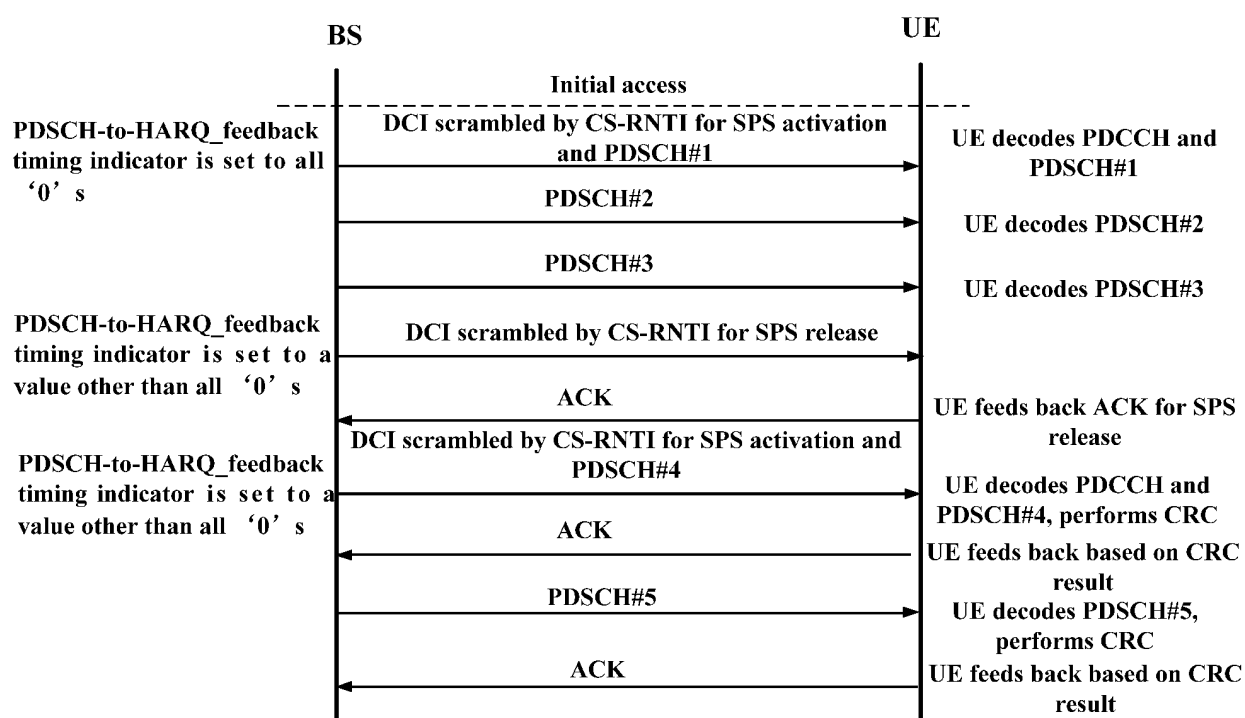 BS
UE
Initial access
PDSCH-to-HARQ_feedback
timing indicator is set to all
‘0’ s
DCI scrambled by CS-RNTI for SPS activation
and PDSCH#1
UE decodes PDCCH and
PDSCH#1
PDSCH#2
UE decodes PDSCH#2
PDSCH#3
UE decodes PDSCH#3
PDSCH-to-HARQ_feedback
timing indicator is set to a
value other than all ‘0’ s
DCI scrambled by CS-RNTI for SPS release
ACK
UE feeds back ACK for SPS
release
PDSCH-to-HARQ_feedback
timing indicator is set to a
value other than all ‘0’ s
DCI scrambled by CS-RNTI for SPS activation and
PDSCH#4
UE decodes PDCCH and
PDSCH#4, performs CRC
ACK
UE feeds back based on CRC
result
PDSCH#5
UE decodes PDSCH#5,
performs CRC
ACK
UE feeds back based on CRC
result